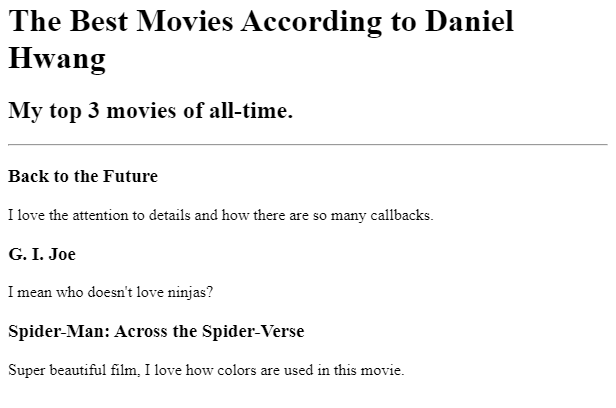 The Best Movies According to Daniel
Hwang
My top 3 movies of all-time.
Back to the Future
I love the attention to details and how there are so many callbacks.
G. I. Joe
I mean who doesn't love ninjas?
Spider-Man: Across the Spider-Verse
Super beautiful film, I love how colors are used in this movie.